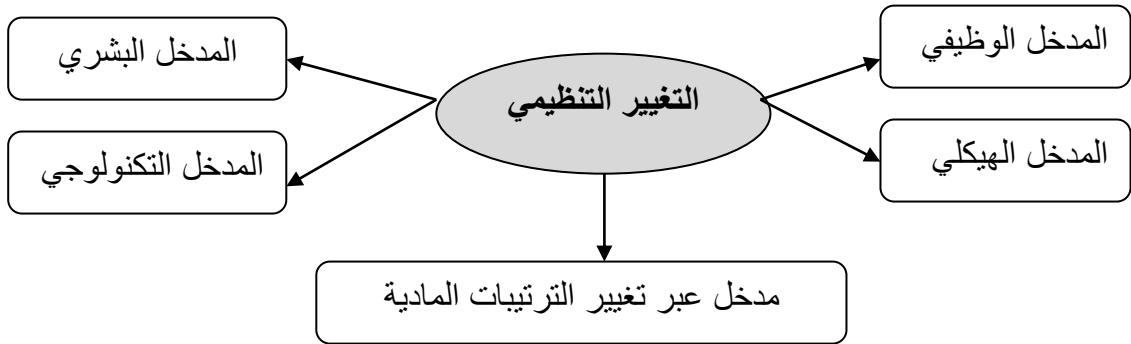 المدخل الوظيفي
المدخل البشري
التغيير التنظيمي
المدخل الهيكلي
المدخل التكنولوجي
مدخل عبر تغيير الترتيبات المادية